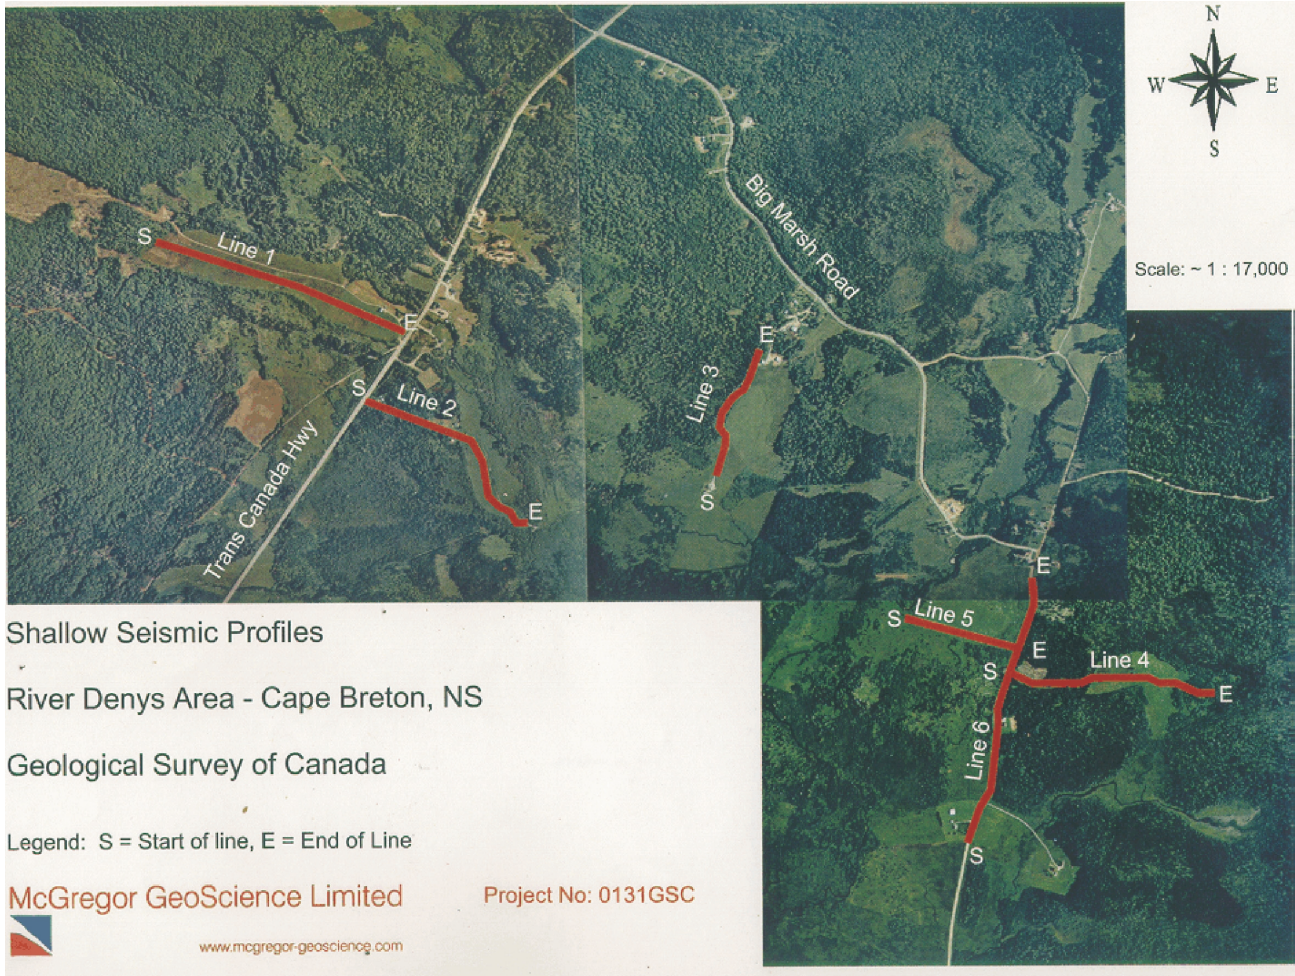 N
W E
S
Scale: ~ 1 : 17,000
Big Marsh Road
S Line 1
E
S Line 2
E
Trans Canada Hwy
E
Line 3
S
E
S Line 5
E
S
Line 4
E
Line 6
S
Shallow Seismic Profiles
River Denys Area - Cape Breton, NS
Geological Survey of Canada
Legend: S = Start of line, E = End of Line
McGregor GeoScience Limited
Project No: 0131GSC
www.mcgregor-geoscience.com